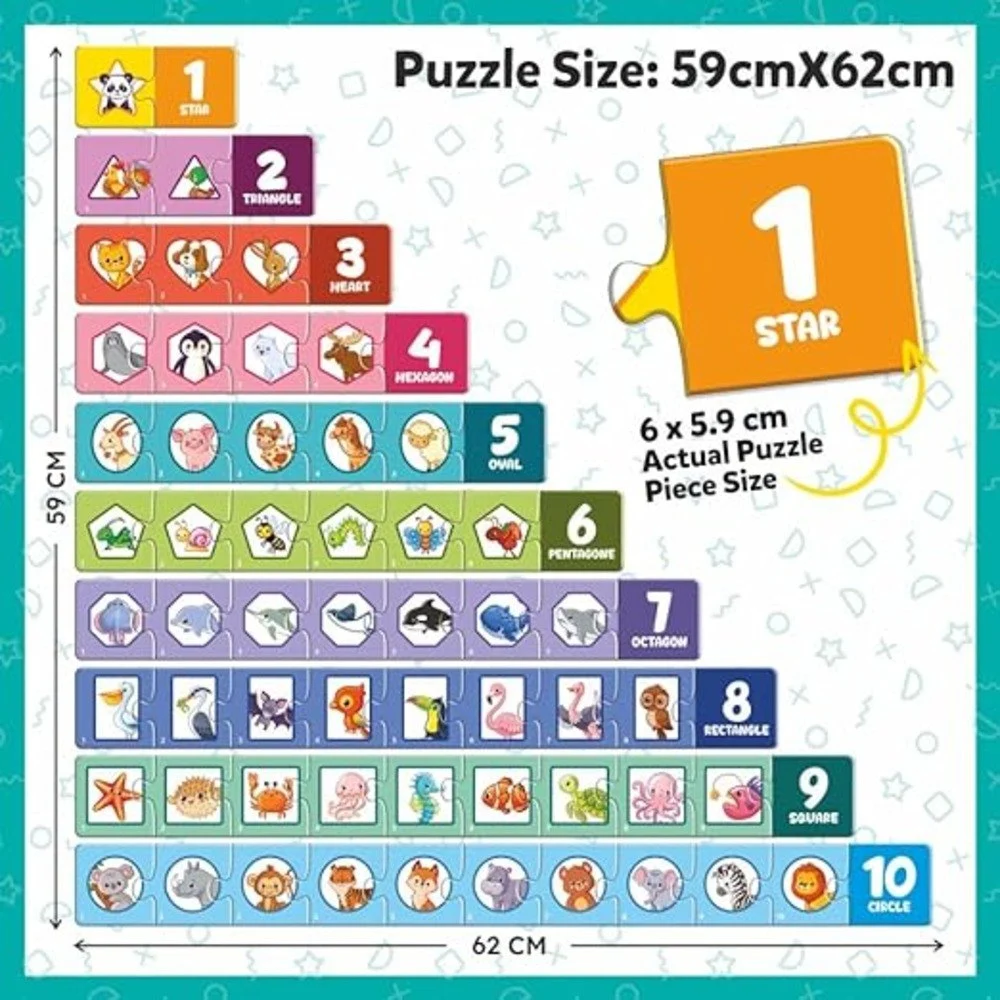 Puzzle Size: 59cmX62cm
1
STAR
2
TRIANGLE
3
HEART
4
HEXAGON
5
OVAL
6
PENTAGONE
7
OCTAGON
8
RECTANGLE
9
SQUARE
10
CIRCLE
1
STAR
6 x 5.9 cm
Actual Puzzle
Piece Size
59 CM
62 CM